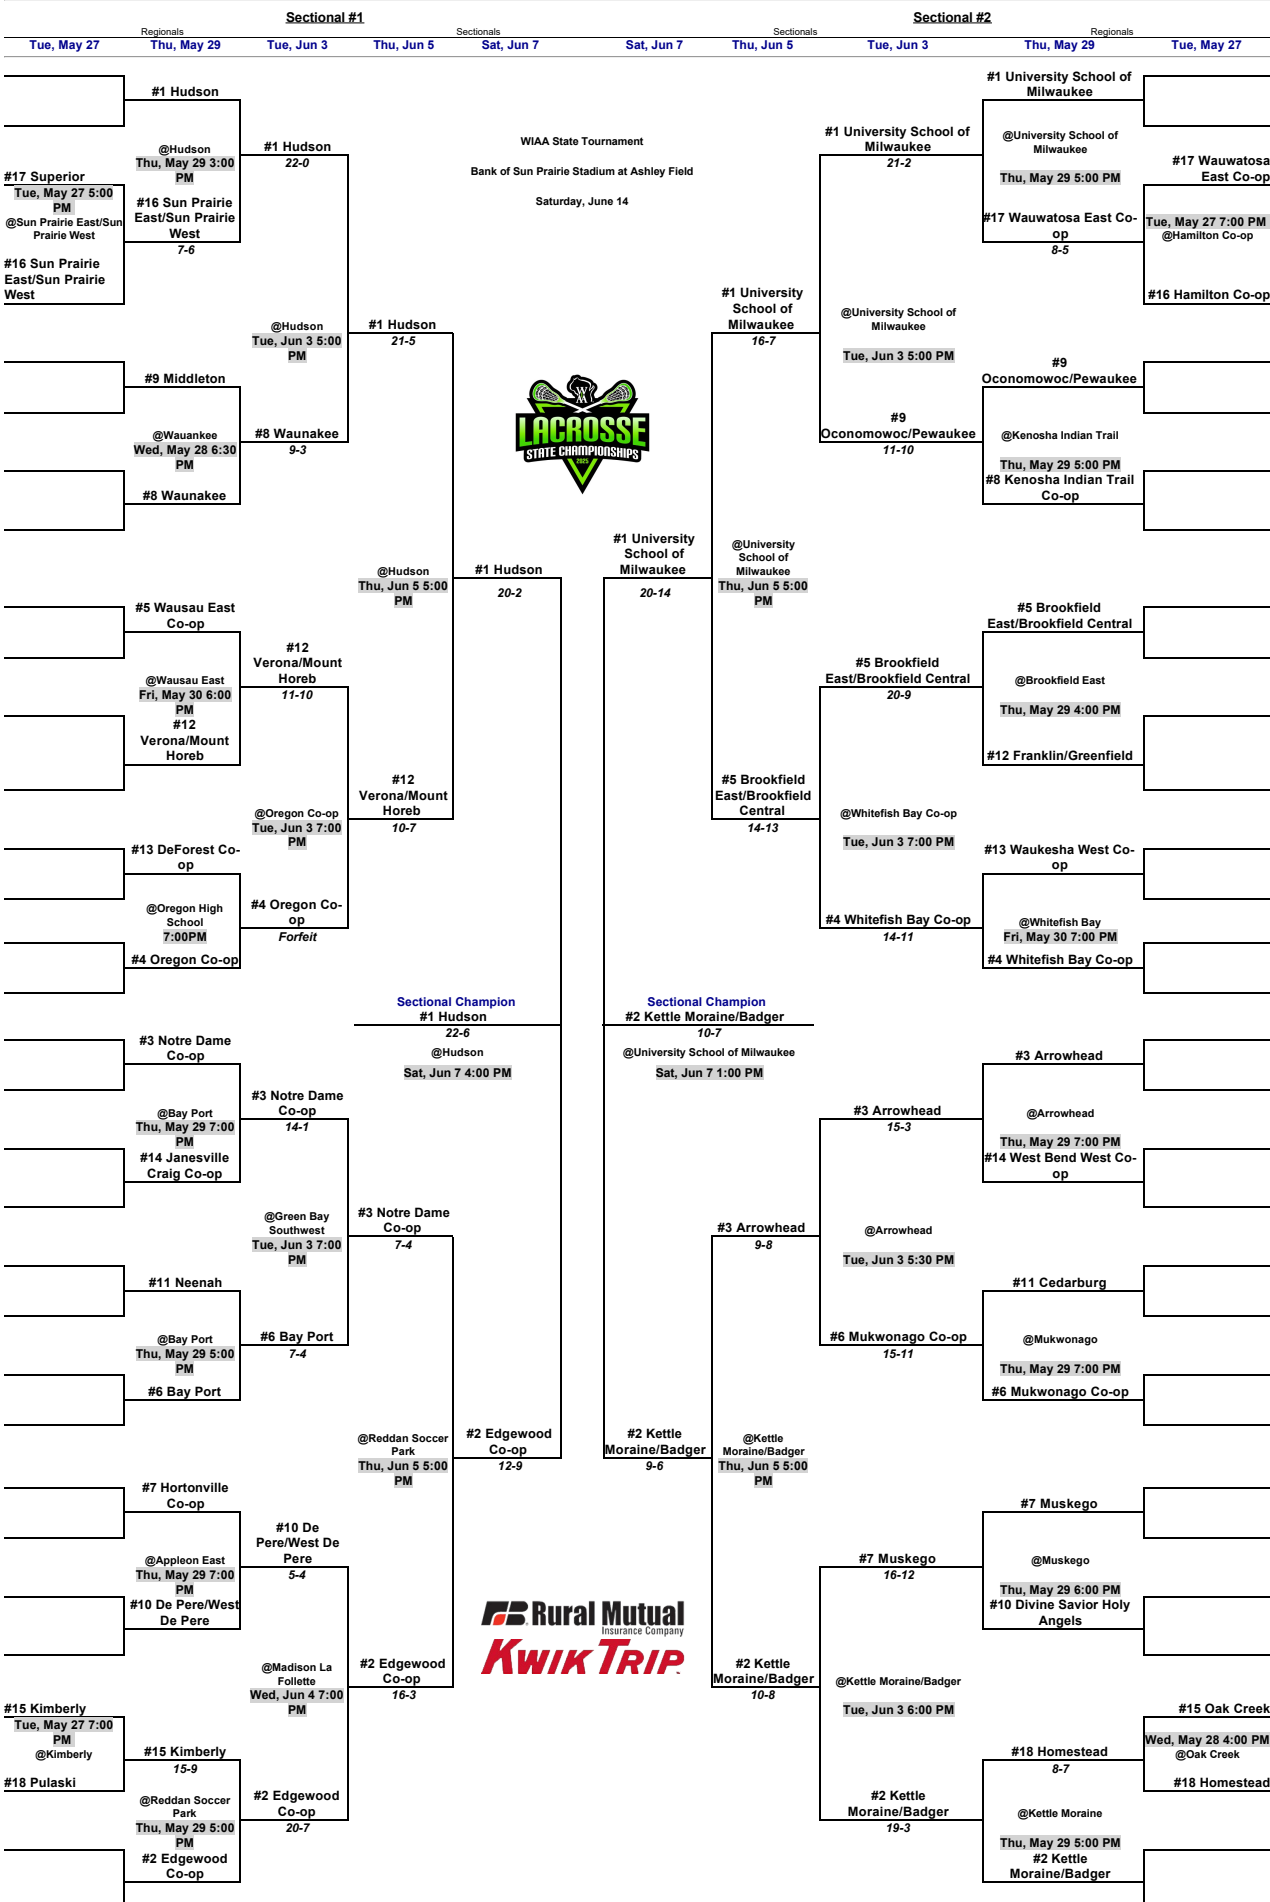 Sectional #1
Sectional #2
Regionals
Sectionals
Sectionals
Regionals
Tue, May 27
Thu, May 29
Tue, Jun 3
Thu, Jun 5
Sat, Jun 7
Sat, Jun 7
Thu, Jun 5
Tue, Jun 3
Thu, May 29
Tue, May 27
#17 Superior
Tue, May 27 5:00
PM
@Sun Prairie East/Sun
Prairie West
#16 Sun Prairie
East/Sun Prairie
West
#15 Kimberly
Tue, May 27 7:00
PM
@Kimberly
#18 Pulaski
#1 Hudson
@Hudson
Thu, May 29 3:00
PM
#16 Sun Prairie
East/Sun Prairie
West
7-6
#9 Middleton
@Wauankee
Wed, May 28 6:30
PM
#8 Waunakee
#5 Wausau East
Co-op
@Wausau East
Fri, May 30 6:00
PM
#12
Verona/Mount
Horeb
#13 DeForest Co-
op
@Oregon High
School
7:00PM
#4 Oregon Co-op
#3 Notre Dame
Co-op
@Bay Port
Thu, May 29 7:00
PM
#14 Janesville
Craig Co-op
#11 Neenah
@Bay Port
Thu, May 29 5:00
PM
#6 Bay Port
#7 Hortonville
Co-op
@Appleon East
Thu, May 29 7:00
PM
#10 De Pere/West
De Pere
#15 Kimberly
15-9
@Reddan Soccer
Park
Thu, May 29 5:00
PM
#2 Edgewood
Co-op
#1 Hudson
22-0
@Hudson
Tue, Jun 3 5:00
PM
#8 Waunakee
9-3
#12
Verona/Mount
Horeb
11-10
@Oregon Co-op
Tue, Jun 3 7:00
PM
#4 Oregon Co-
op
Forfeit
#3 Notre Dame
Co-op
14-1
@Green Bay
Southwest
Tue, Jun 3 7:00
PM
#6 Bay Port
7-4
#10 De
Pere/West De
Pere
5-4
@Madison La
Follette
Wed, Jun 4 7:00
PM
#2 Edgewood
Co-op
20-7
#1 Hudson
21-5
@Hudson
Thu, Jun 5 5:00
PM
#12
Verona/Mount
Horeb
10-7
#3 Notre Dame
Co-op
7-4
@Reddan Soccer
Park
Thu, Jun 5 5:00
PM
#2 Edgewood
Co-op
16-3
WIAA State Tournament
Bank of Sun Prairie Stadium at Ashley Field
Saturday, June 14
WIAA
LACROSSE
STATE CHAMPIONSHIPS
2025
#1 Hudson
20-2
#2 Edgewood
Co-op
12-9
Sectional Champion
#1 Hudson
22-6
@Hudson
Sat, Jun 7 4:00 PM
Rural Mutual
Insurance Company
KWIK TRIP
#1 University
School of
Milwaukee
20-14
Sectional Champion
#2 Kettle Moraine/Badger
10-7
@University School of Milwaukee
Sat, Jun 7 1:00 PM
#2 Kettle
Moraine/Badger
9-6
#1 University
School of
Milwaukee
16-7
@University
School of
Milwaukee
Thu, Jun 5 5:00
PM
#5 Brookfield
East/Brookfield
Central
14-13
#3 Arrowhead
9-8
@Kettle
Moraine/Badger
Thu, Jun 5 5:00
PM
#2 Kettle
Moraine/Badger
10-8
#1 University School of
Milwaukee
21-2
@University School of
Milwaukee
Tue, Jun 3 5:00 PM
#9
Oconomowoc/Pewaukee
11-10
#5 Brookfield
East/Brookfield Central
20-9
@Whitefish Bay Co-op
Tue, Jun 3 7:00 PM
#4 Whitefish Bay Co-op
14-11
#3 Arrowhead
15-3
@Arrowhead
Tue, Jun 3 5:30 PM
#6 Mukwonago Co-op
15-11
#7 Muskego
16-12
@Kettle Moraine/Badger
Tue, Jun 3 6:00 PM
#2 Kettle
Moraine/Badger
19-3
#1 University School of
Milwaukee
@University School of
Milwaukee
Thu, May 29 5:00 PM
#17 Wauwatosa East Co-
op
8-5
#9
Oconomowoc/Pewaukee
@Kenosha Indian Trail
Thu, May 29 5:00 PM
#8 Kenosha Indian Trail
Co-op
#5 Brookfield
East/Brookfield Central
@Brookfield East
Thu, May 29 4:00 PM
#12 Franklin/Greenfield
#13 Waukesha West Co-
op
@Whitefish Bay
Fri, May 30 7:00 PM
#4 Whitefish Bay Co-op
#3 Arrowhead
@Arrowhead
Thu, May 29 7:00 PM
#14 West Bend West Co-
op
#11 Cedarburg
@Mukwonago
Thu, May 29 7:00 PM
#6 Mukwonago Co-op
#7 Muskego
@Muskego
Thu, May 29 6:00 PM
#10 Divine Savior Holy
Angels
#18 Homestead
8-7
@Kettle Moraine
Thu, May 29 5:00 PM
#2 Kettle
Moraine/Badger
#17 Wauwatosa
East Co-op
Tue, May 27 7:00 PM
@Hamilton Co-op
#16 Hamilton Co-op
#15 Oak Creek
Wed, May 28 4:00 PM
@Oak Creek
#18 Homestead